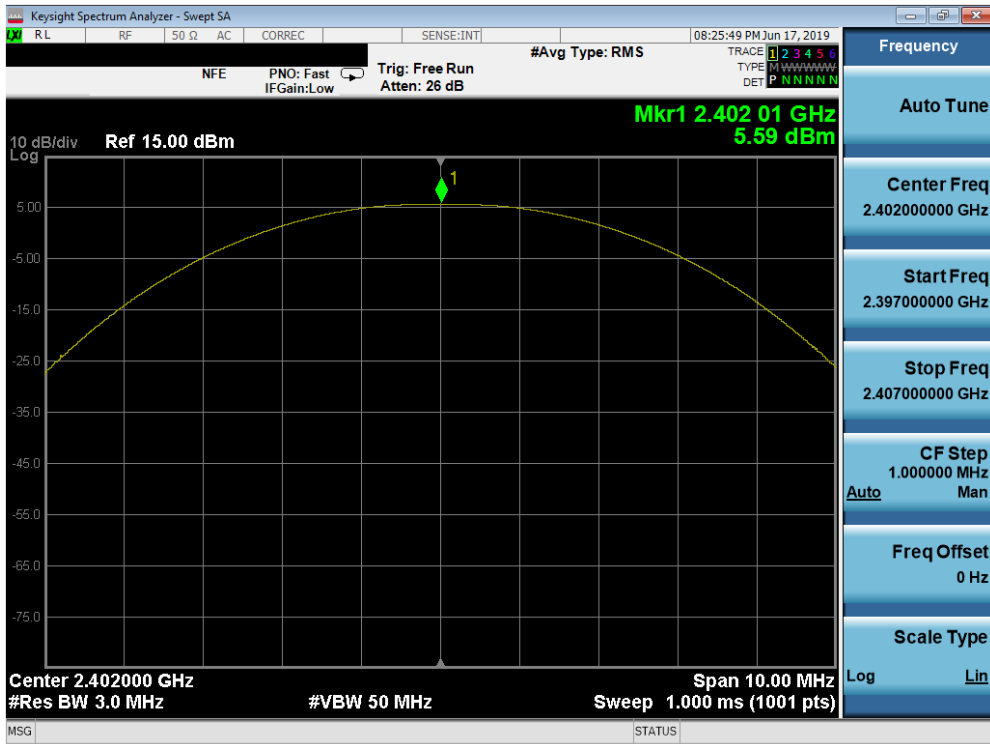 Keysight Spectrum Analyzer - Swept SA
LXI RL RF 50 Ω AC CORREC SENSE:INT 08:25:49 PM Jun 17, 2019
#Avg Type: RMS TRACE 1 2 3 4 5 6
NFE PNO: Fast Trig: Free Run TYPE M W W W W W
IFGain:Low Atten: 26 dB DET P N N N N N
Mkr1 2.402 01 GHz
5.59 dBm
10 dB/div Ref 15.00 dBm
Log
1
5.00
-5.00
-15.0
-25.0
-35.0
-45.0
-55.0
-65.0
-75.0
Center 2.402000 GHz Span 10.00 MHz
#Res BW 3.0 MHz #VBW 50 MHz Sweep 1.000 ms (1001 pts)
MSG STATUS
Frequency
Auto Tune
Center Freq
2.402000000 GHz
Start Freq
2.397000000 GHz
Stop Freq
2.407000000 GHz
CF Step
1.000000 MHz
Auto Man
Freq Offset
0 Hz
Scale Type
Log Lin